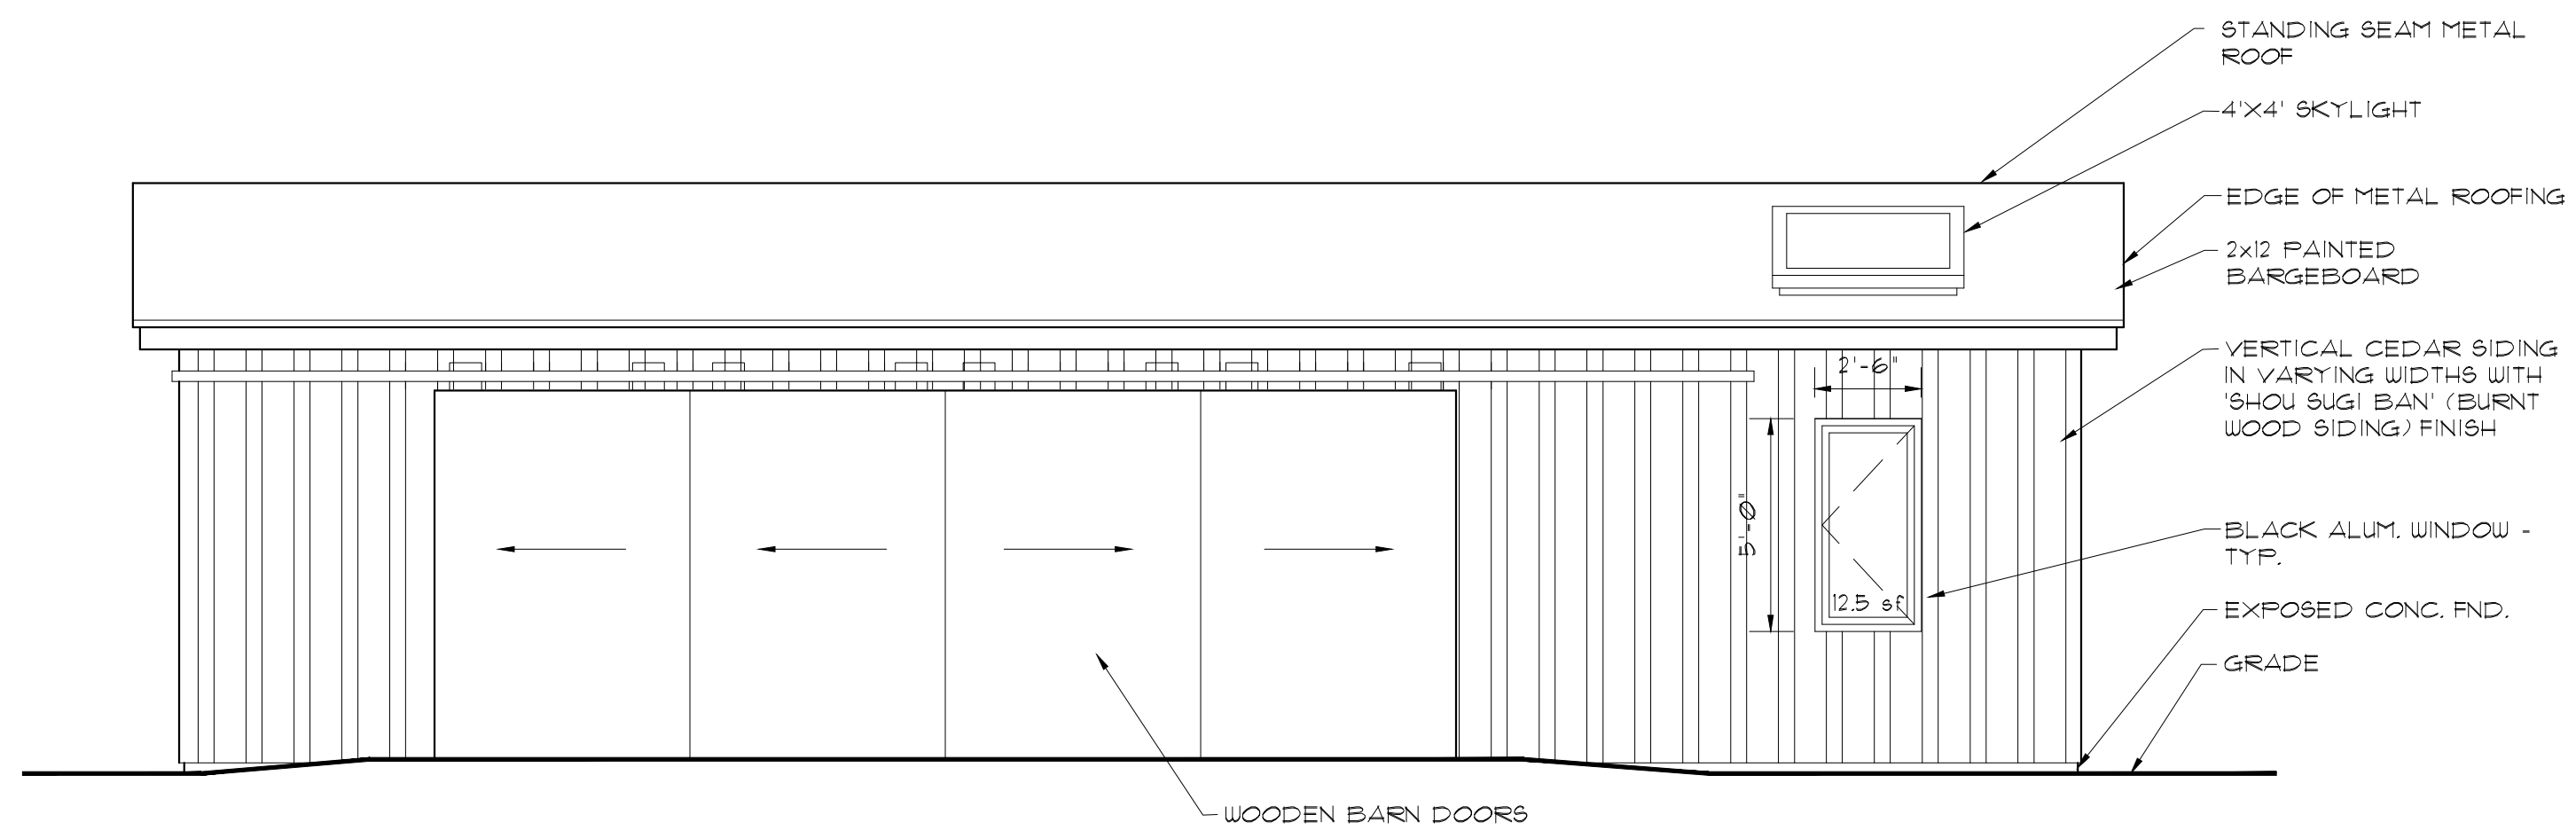 STANDING SEAM METAL
ROOF
4'X4' SKYLIGHT
EDGE OF METAL ROOFING
2x12 PAINTED
BARGEBOARD
VERTICAL CEDAR SIDING
IN VARYING WIDTHS WITH
'SHOU SUGI BAN' (BURNT
WOOD SIDING) FINISH
2'-6"
5'-0"
12.5 sf
BLACK ALUM. WINDOW -
TYP.
EXPOSED CONC. FND.
GRADE
WOODEN BARN DOORS